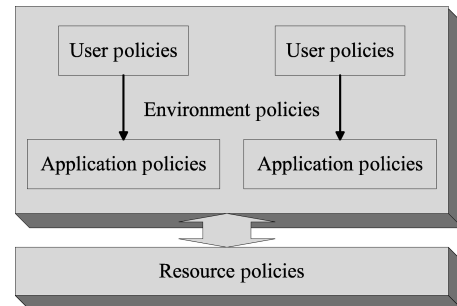 User policies
User policies
Environment policies
Application policies
Application policies
Resource policies